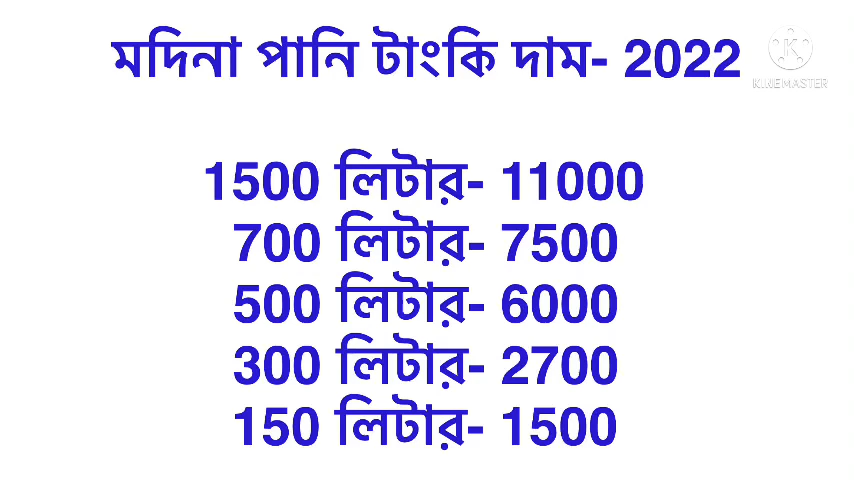 মদিনা পানি টাংকি দাম- 2022
KINEMASTER
1500 লিটার- 11000
700 লিটার- 7500
500 লিটার- 6000
300 লিটার- 2700
150 লিটার- 1500